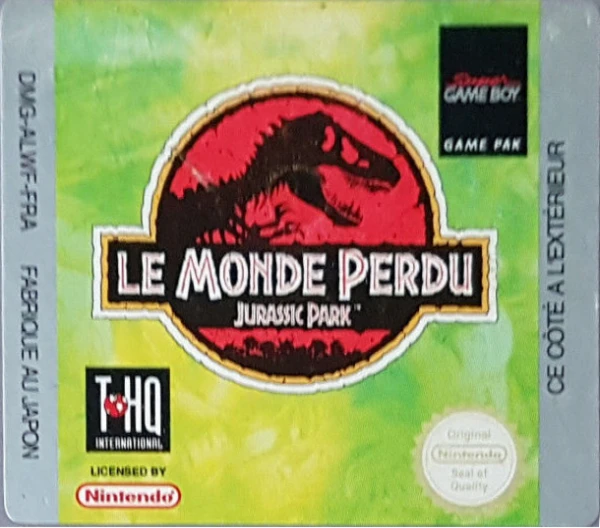 DMG-ALWF-FRA FABRIQUE AU JAPON
Super
GAME BOY
GAME PAK
LE MONDE PERDU
JURASSIC PARK™
T·HQ
INTERNATIONAL
LICENSED BY
Nintendo
Original
Nintendo
Seal of
Quality
CE CÔTÉ A L'EXTÉRIEUR